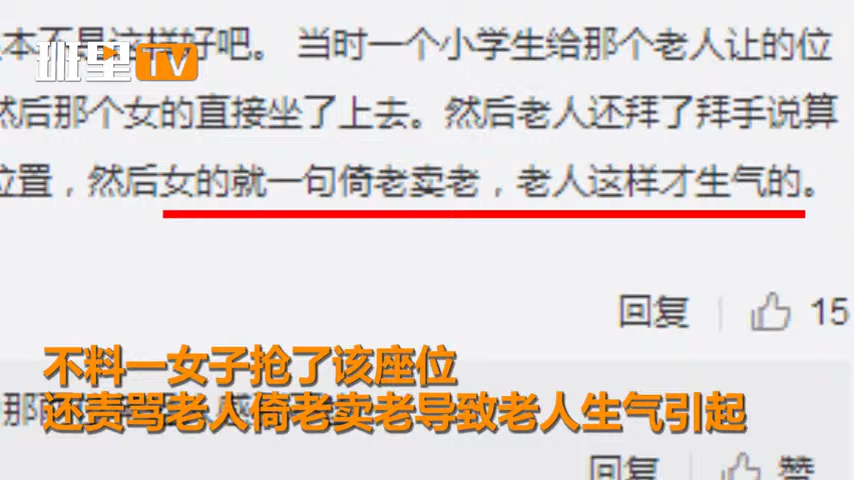 本不是这样好吧。当时一个小学生给那个老人让的位
班里TV
然后那个女的直接坐了上去。然后老人还拜了拜手说算
位置，然后女的就一句倚老卖老，老人这样才生气的。
回复 15
不料一女子抢了该座位
那
还责骂老人倚老卖老导致老人生气引起
回复 赞